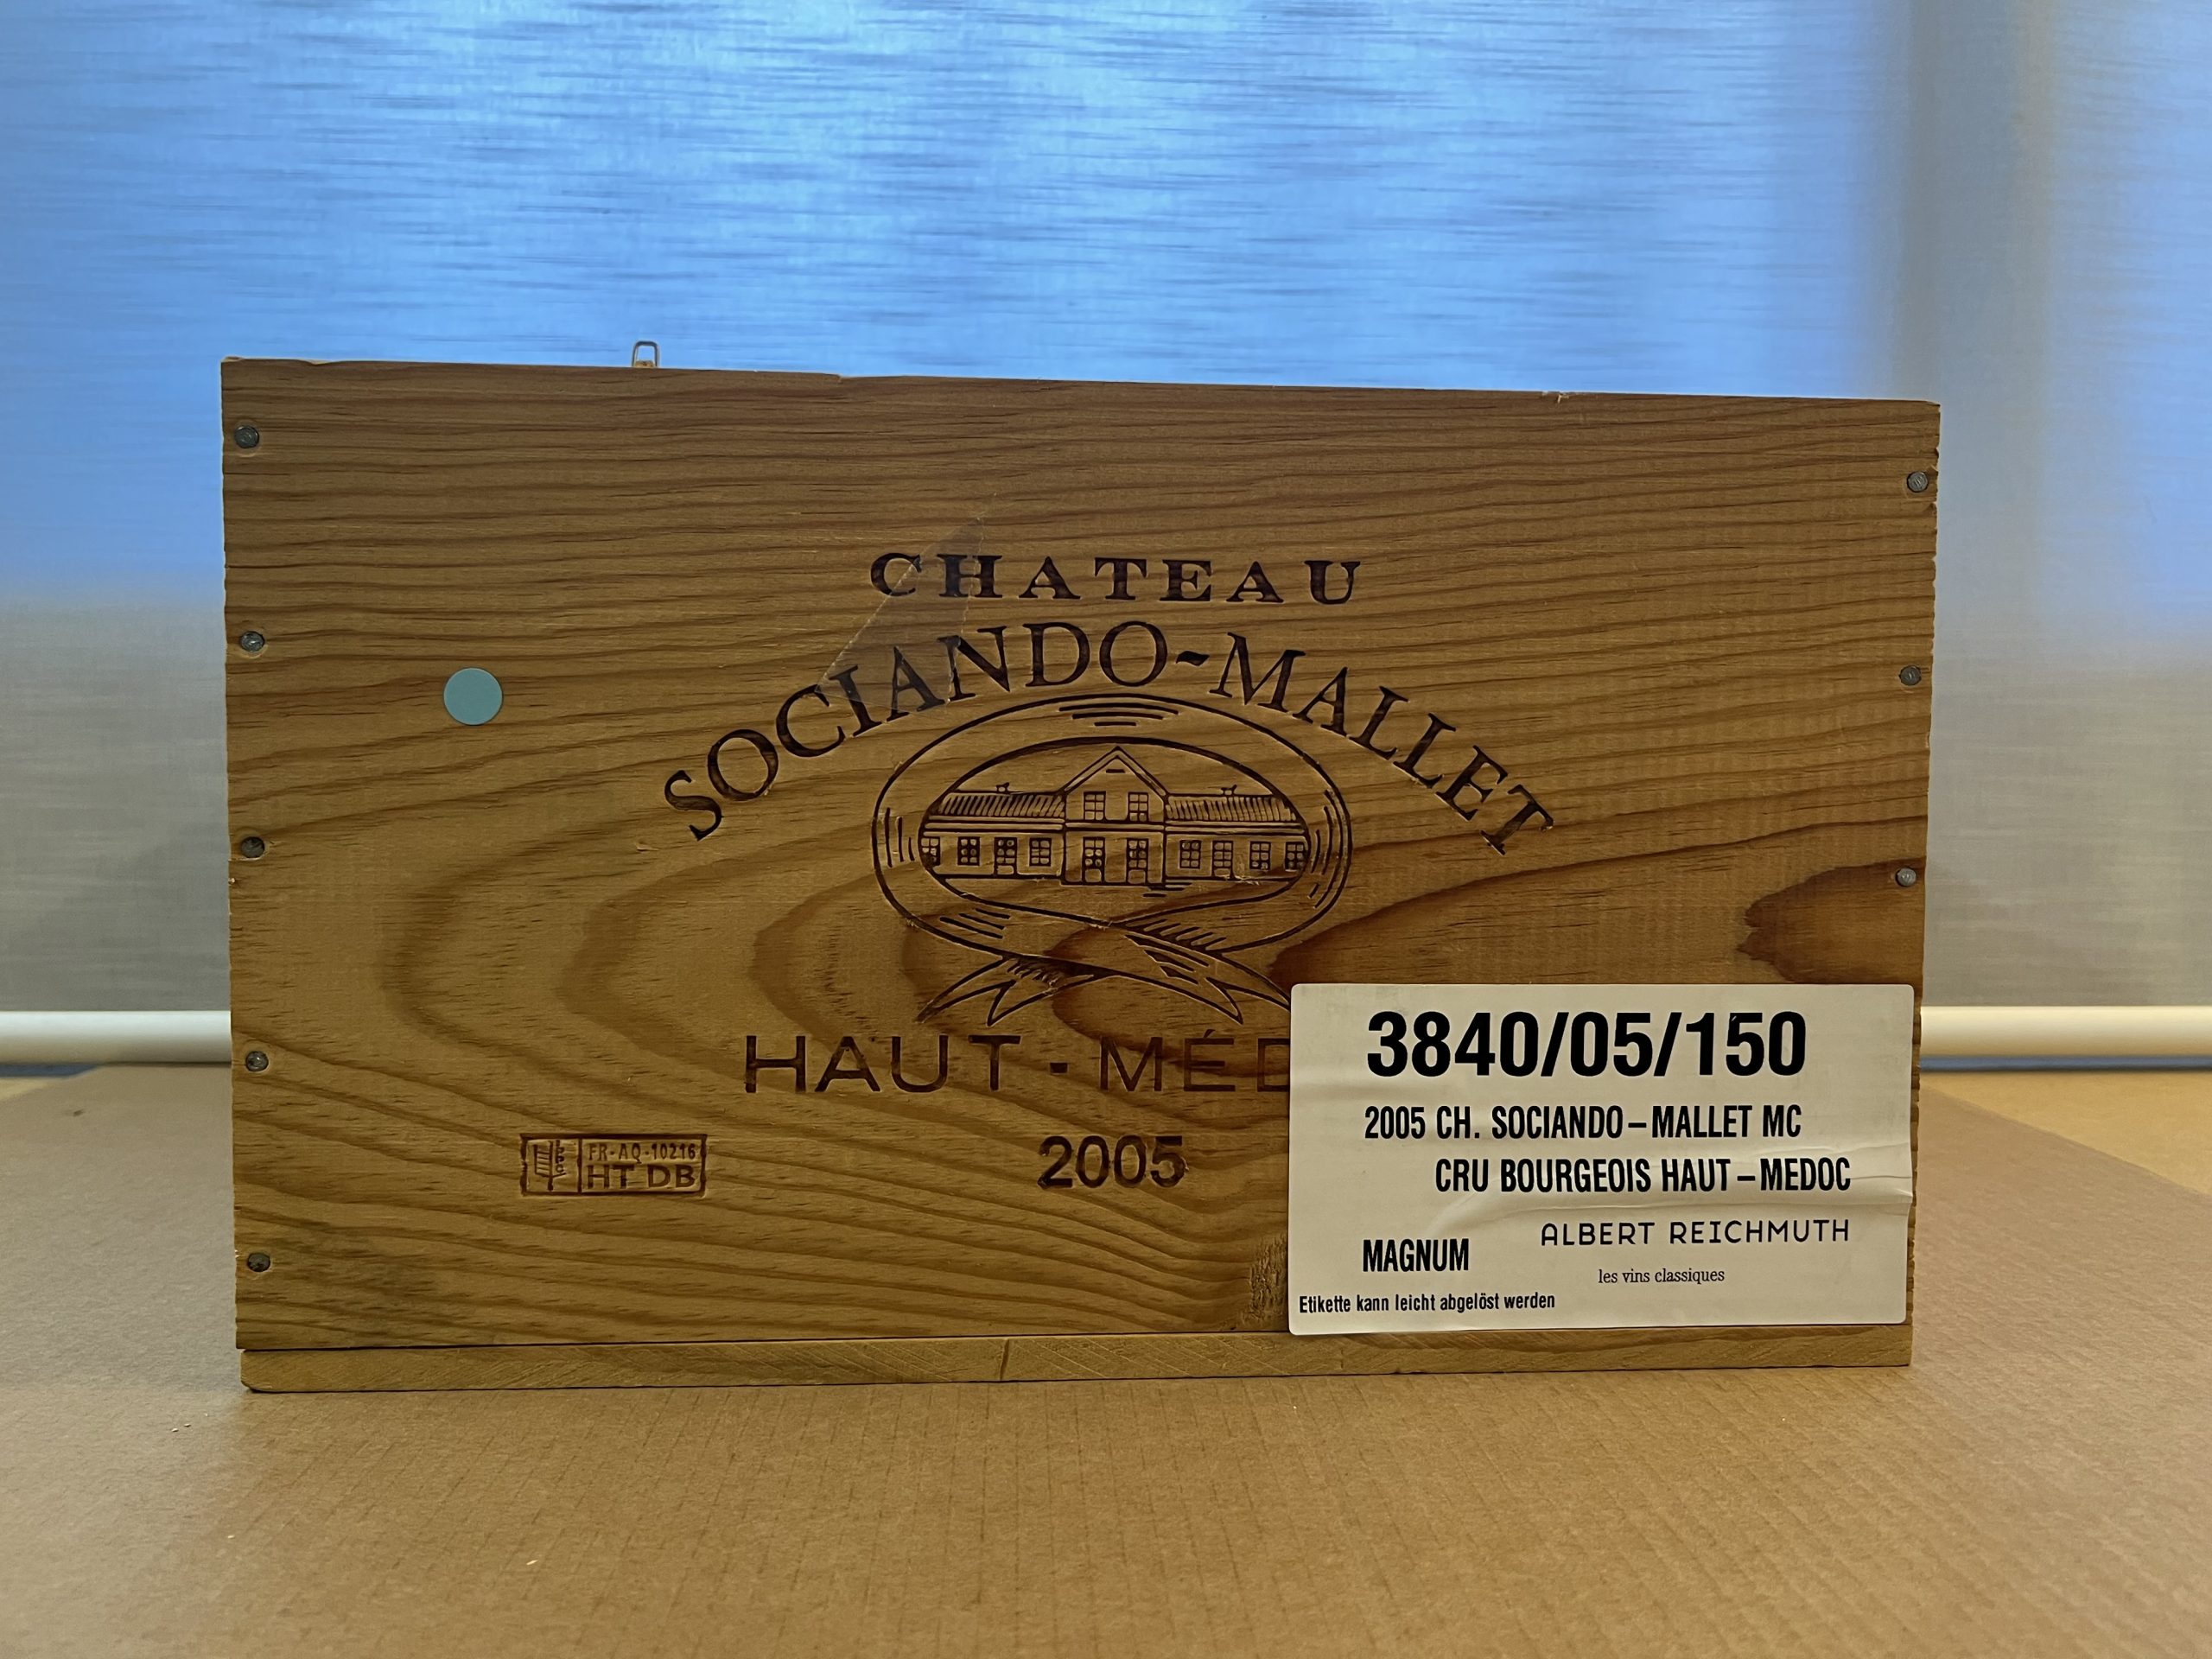 CHATEAU
SOCIANDO-MALLET
HAUT-MÉD
2005
FR-AQ-10216
HT DB
3840/05/150
2005 CH. SOCIANDO-MALLET MC
CRU BOURGEOIS HAUT-MEDOC
ALBERT REICHMUTH
MAGNUM
les vins classiques
Etikette kann leicht abgelöst werden